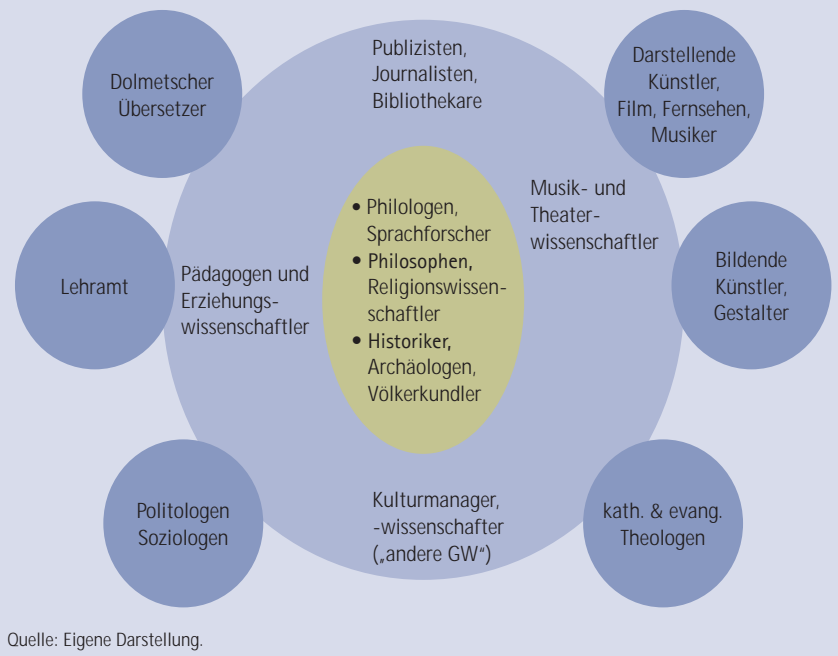 Dolmetscher
Übersetzer
Publizisten,
Journalisten,
Bibliothekare
Darstellende
Künstler,
Film, Fernsehen,
Musiker
Lehramt
Pädagogen und
Erziehungs-
wissenschaftler
• Philologen,
Sprachforscher
• Philosophen,
Religionswissen-
schaftler
• Historiker,
Archäologen,
Völkerkundler
Musik- und
Theater-
wissenschaftler
Bildende
Künstler,
Gestalter
Politologen
Soziologen
Kulturmanager,
-wissenschafter
(„andere GW“)
kath. & evang.
Theologen
Quelle: Eigene Darstellung.